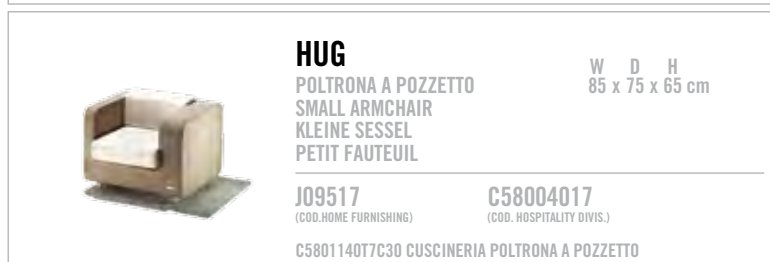 HUG
POLTRONA A POZZETTO
SMALL ARMCHAIR
KLEINE SESSEL
PETIT FAUTEUIL
W D H
85 x 75 x 65 cm
J09517
(COD.HOME FURNISHING)
C58004017
(COD. HOSPITALITY DIVIS.)
C5801140T7C30 CUSCINERIA POLTRONA A POZZETTO